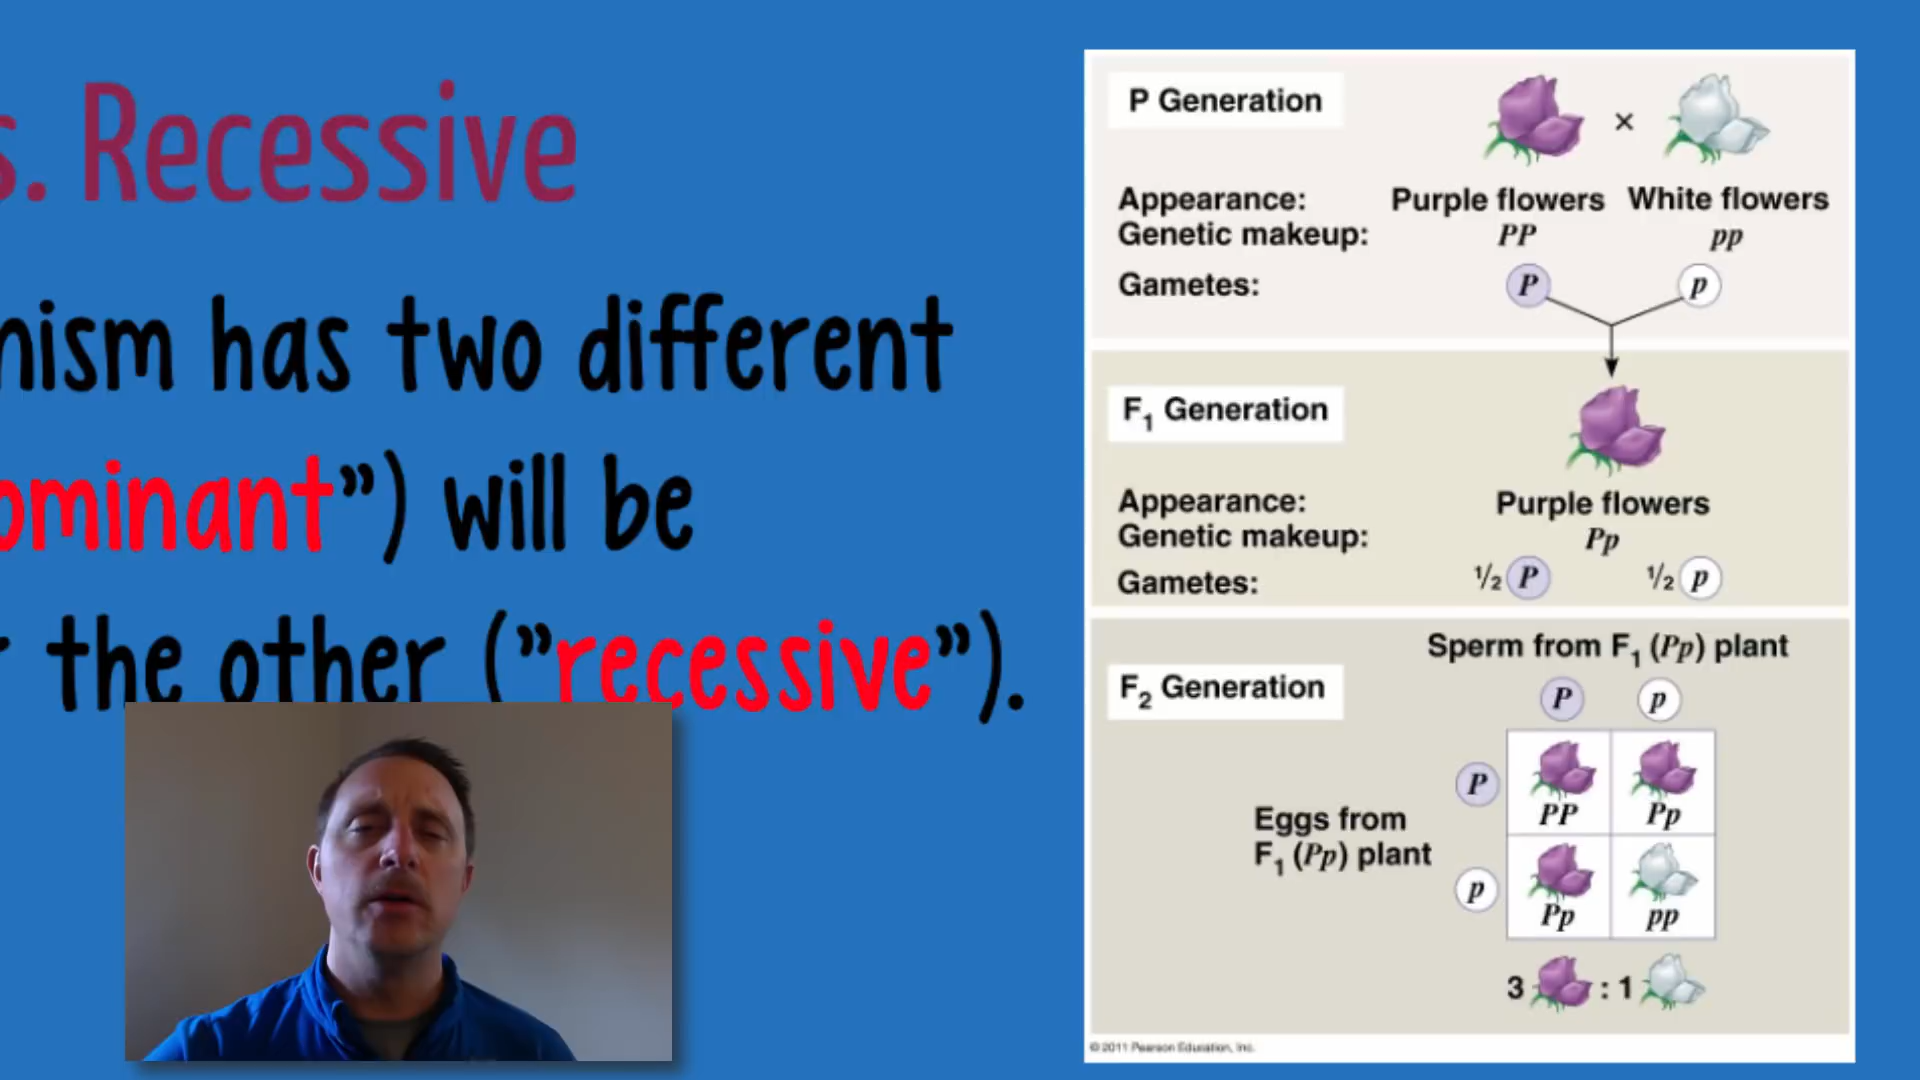 s. Recessive
nism has two different
ominant”) will be
r the other (”recessive”).
P Generation
×
Appearance: Purple flowers White flowers
Genetic makeup: PP pp
Gametes: P p
F1 Generation
Appearance: Purple flowers
Genetic makeup: Pp
Gametes: 1/2 P 1/2 p
Sperm from F1 (Pp) plant
F2 Generation
P p
P
PP Pp
Eggs from
F1 (Pp) plant
p
Pp pp
3 : 1
© 2011 Pearson Education, Inc.